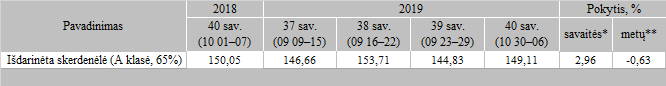 Pavadinimas 2018 2019 Pokytis, %
40 sav. (10 01–07) 37 sav. (09 09–15) 38 sav. (09 16–22) 39 sav. (09 23–29) 40 sav. (10 30–06) savaitės* metų**
Išdarinėta skerdenėlė (A klasė, 65%) 150,05 146,66 153,71 144,83 149,11 2,96 -0,63